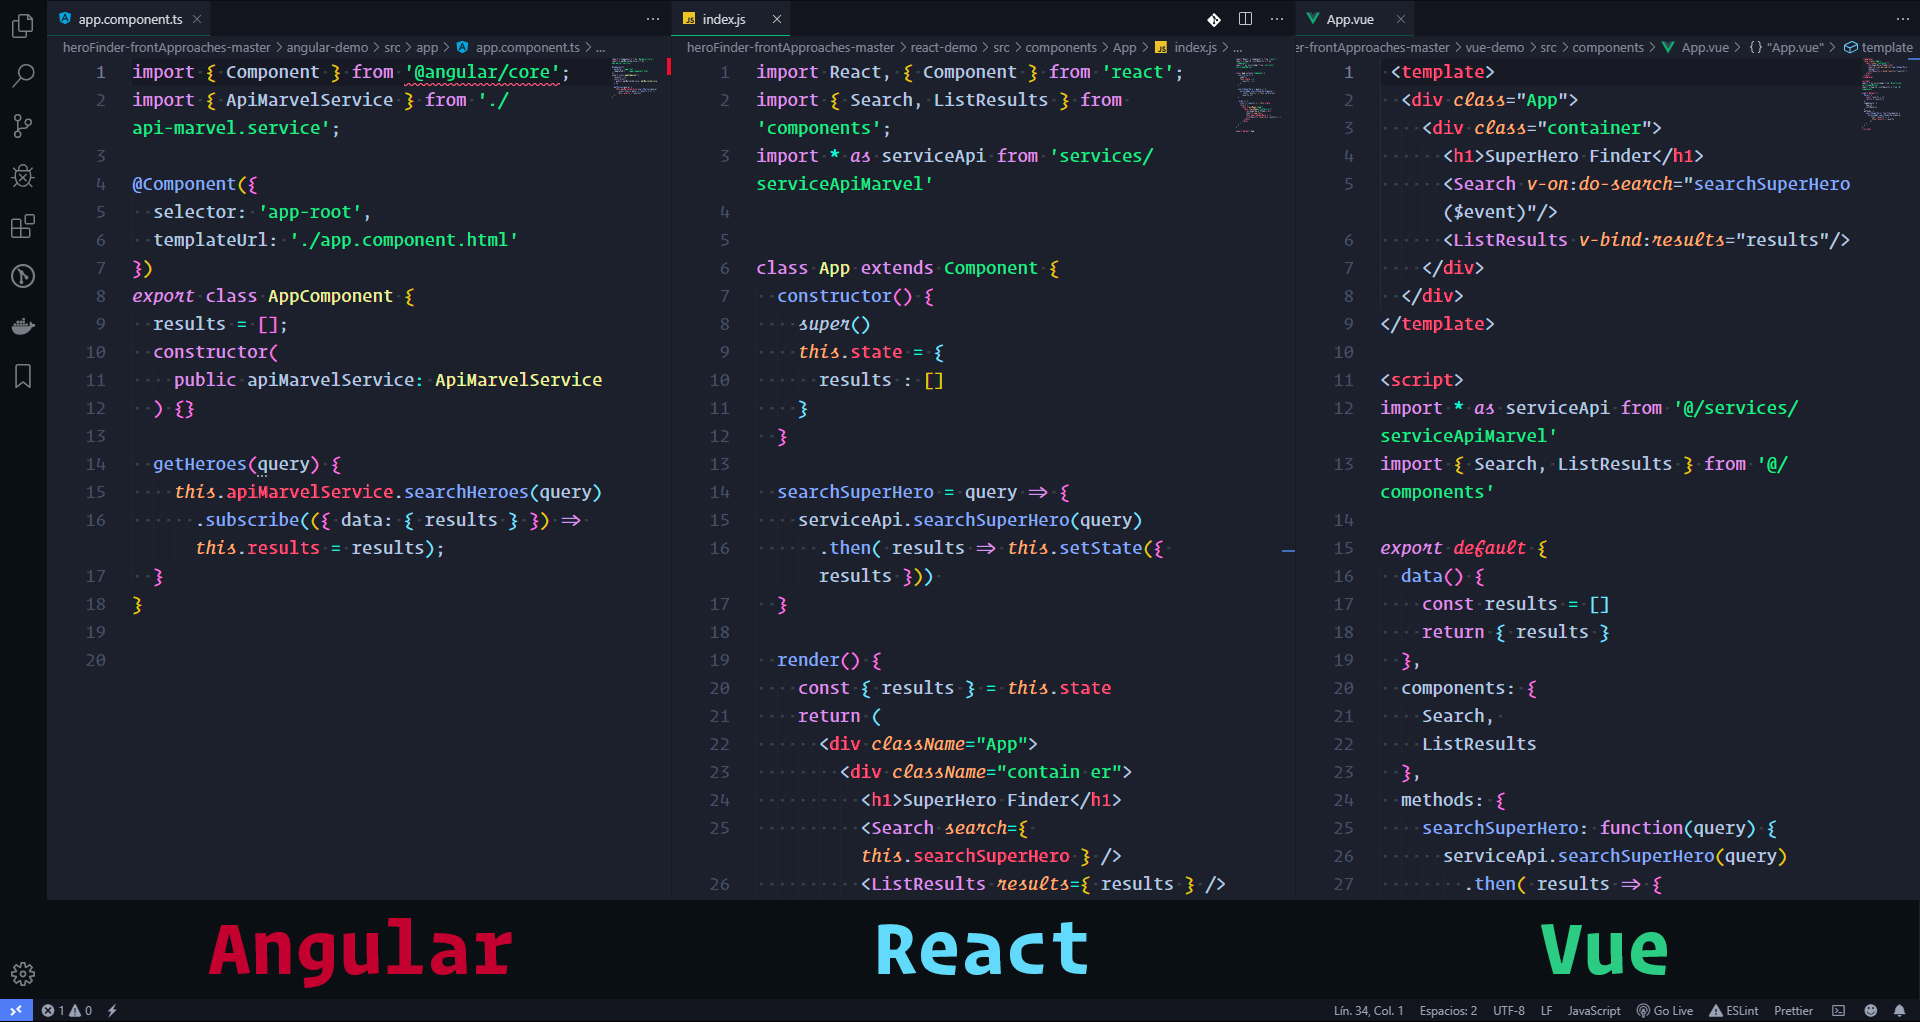 app.component.ts
heroFinder-frontApproaches-master > angular-demo > src > app > app.component.ts > ...
1 import { Component } from '@angular/core';
2 import { ApiMarvelService } from './
api-marvel.service';
3
4 @Component({
5 selector: 'app-root',
6 templateUrl: './app.component.html'
7 })
8 export class AppComponent {
9 results = [];
10 constructor(
11 public apiMarvelService: ApiMarvelService
12 ) {}
13
14 getHeroes(query) {
15 this.apiMarvelService.searchHeroes(query)
16 .subscribe(({ data: { results } }) =>
this.results = results);
17 }
18 }
19
20
JS index.js
heroFinder-frontApproaches-master > react-demo > src > components > App > JS index.js > ...
1 import React, { Component } from 'react';
2 import { Search, ListResults } from
'components';
3 import * as serviceApi from 'services/
serviceApiMarvel'
4
5
6 class App extends Component {
7 constructor() {
8 super()
9 this.state = {
10 results : []
11 }
12 }
13
14 searchSuperHero = query => {
15 serviceApi.searchSuperHero(query)
16 .then( results => this.setState({
results }))
17 }
18
19 render() {
20 const { results } = this.state
21 return (
22 <div className="App">
23 <div className="contain er">
24 <h1>SuperHero Finder</h1>
25 <Search search={
this.searchSuperHero } />
26 <ListResults results={ results } />
App.vue
er-frontApproaches-master > vue-demo > src > components > App.vue > {} "App.vue" > template
1 <template>
2 <div class="App">
3 <div class="container">
4 <h1>SuperHero Finder</h1>
5 <Search v-on:do-search="searchSuperHero
($event)"/>
6 <ListResults v-bind:results="results"/>
7 </div>
8 </div>
9 </template>
10
11 <script>
12 import * as serviceApi from '@/services/
serviceApiMarvel'
13 import { Search, ListResults } from '@/
components'
14
15 export default {
16 data() {
17 const results = []
18 return { results }
19 },
20 components: {
21 Search,
22 ListResults
23 },
24 methods: {
25 searchSuperHero: function(query) {
26 serviceApi.searchSuperHero(query)
27 .then( results => {
Angular
React
Vue
1 0
Lín. 34, Col. 1 Espacios: 2 UTF-8 LF JavaScript Go Live ESLint Prettier